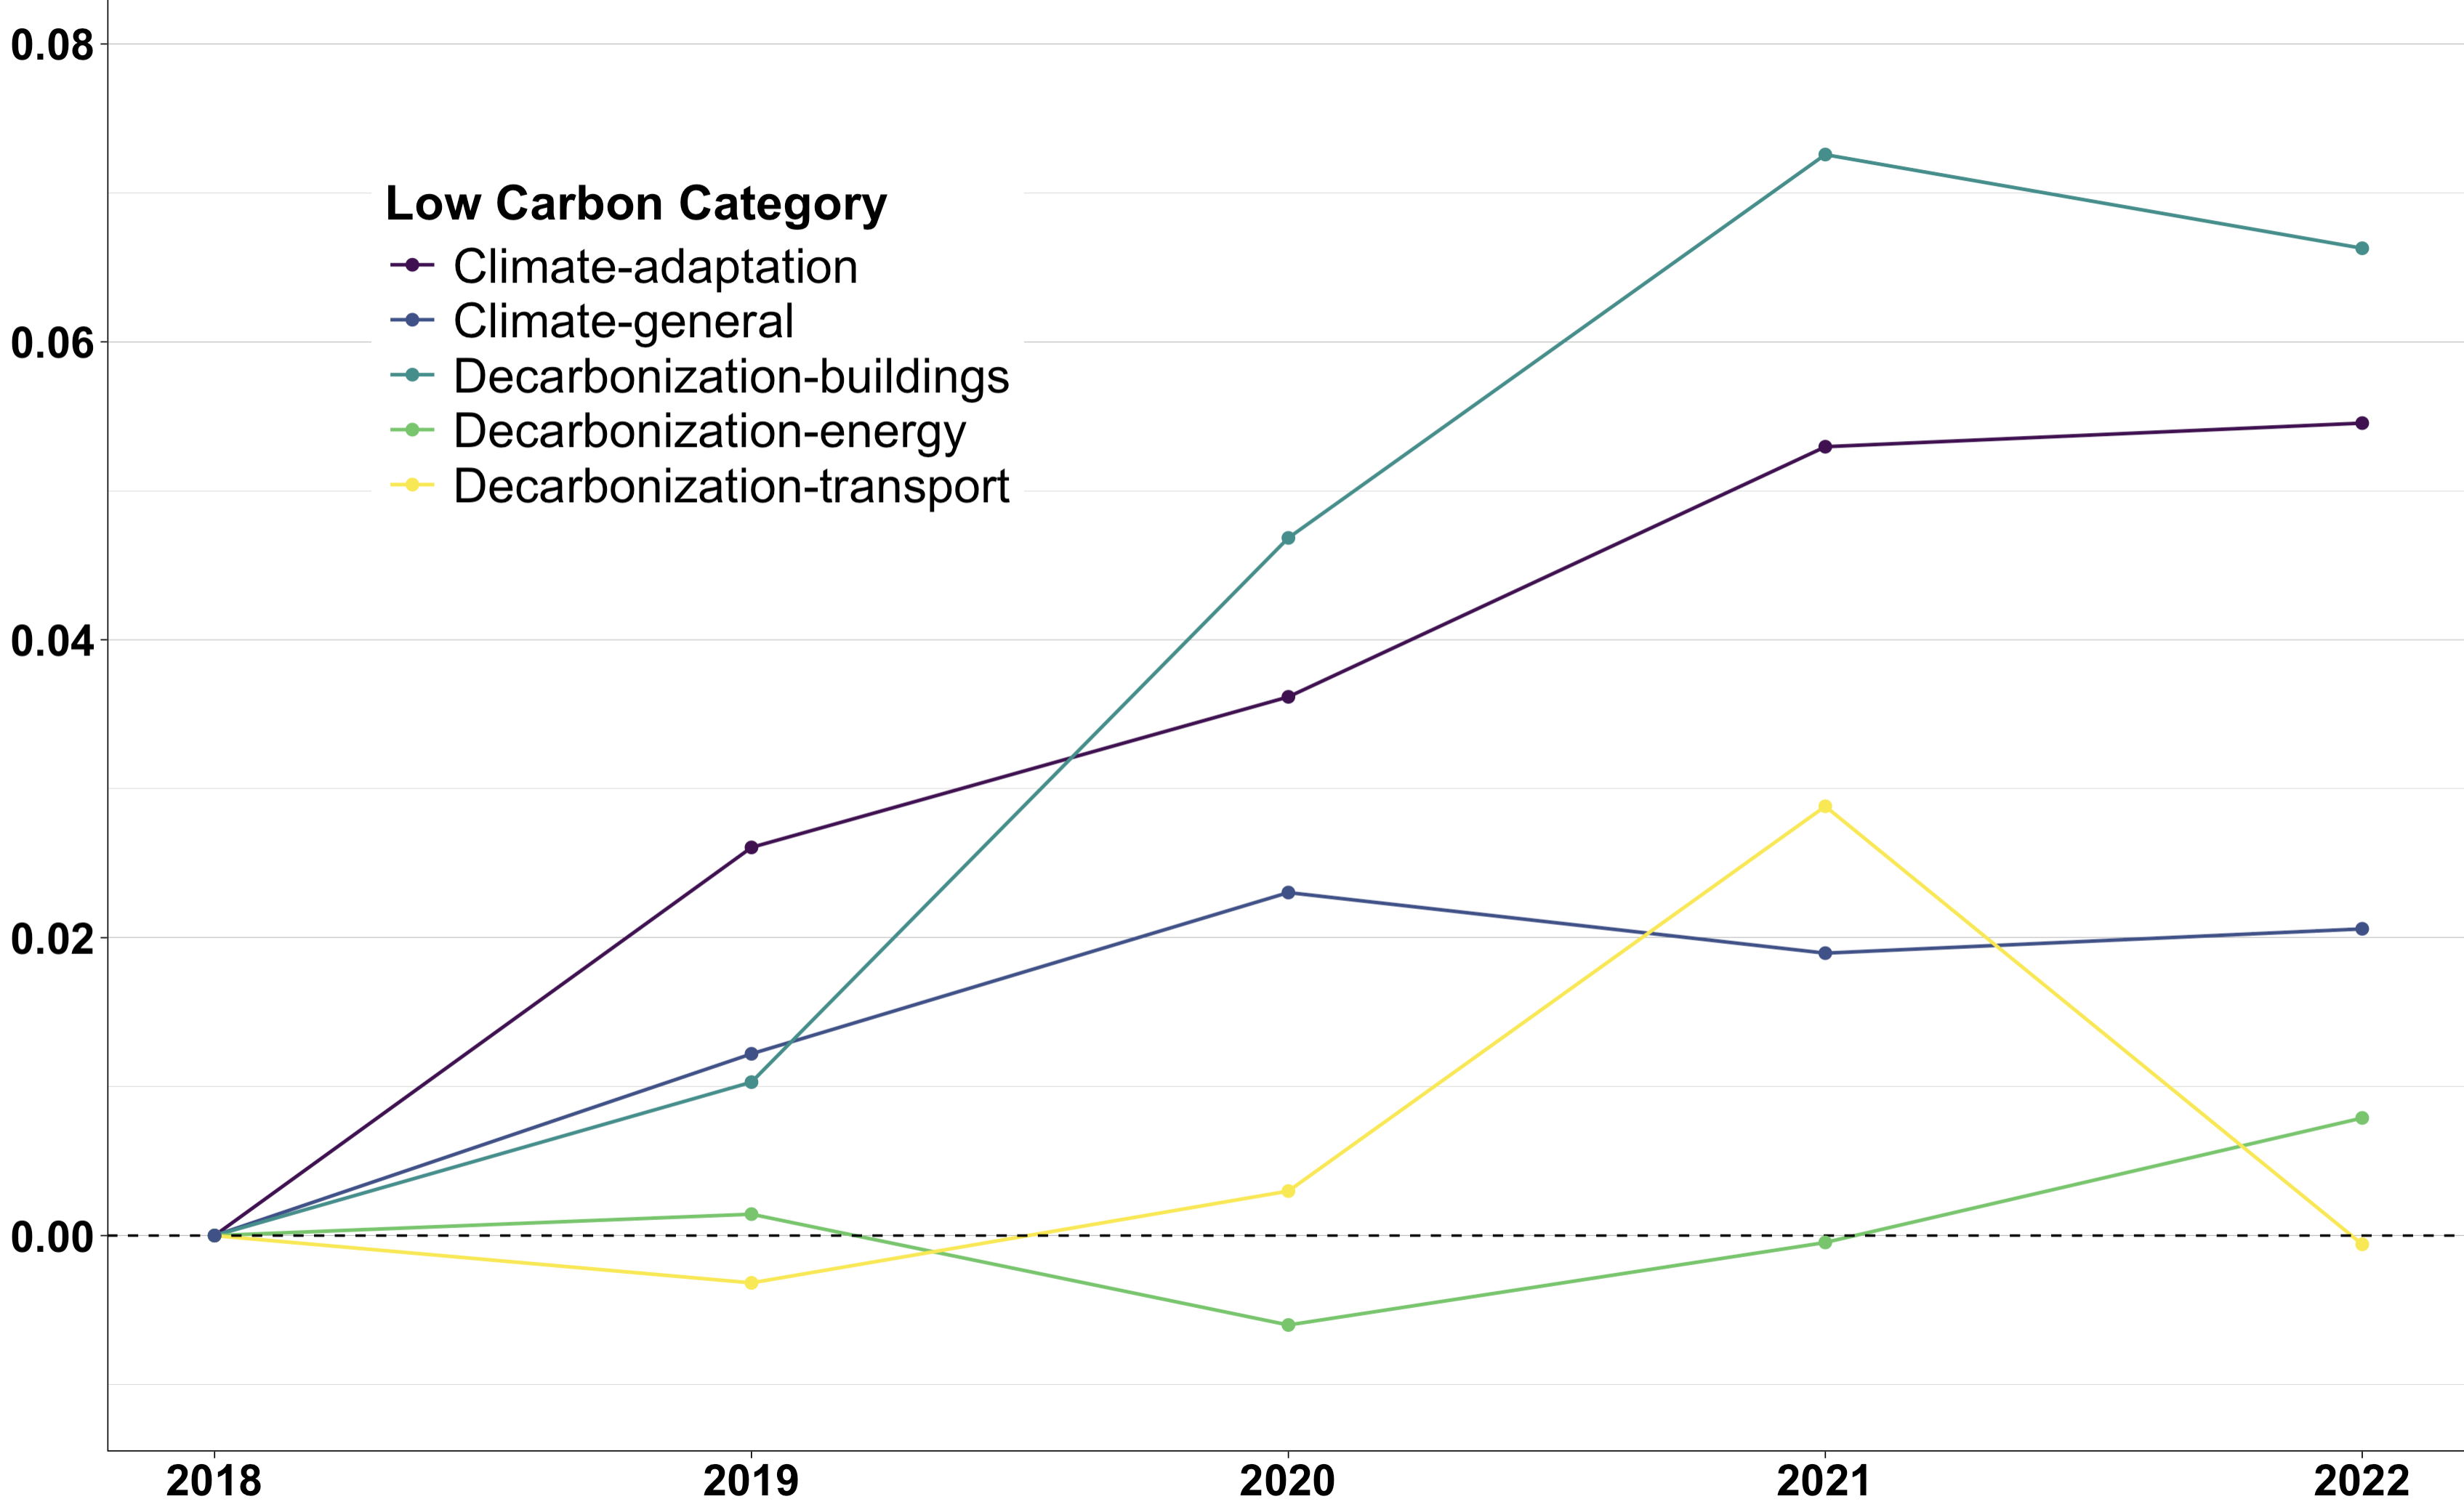 0.08
0.06
0.04
0.02
0.00
Low Carbon Category
Climate-adaptation
Climate-general
Decarbonization-buildings
Decarbonization-energy
Decarbonization-transport
2018 2019 2020 2021 2022